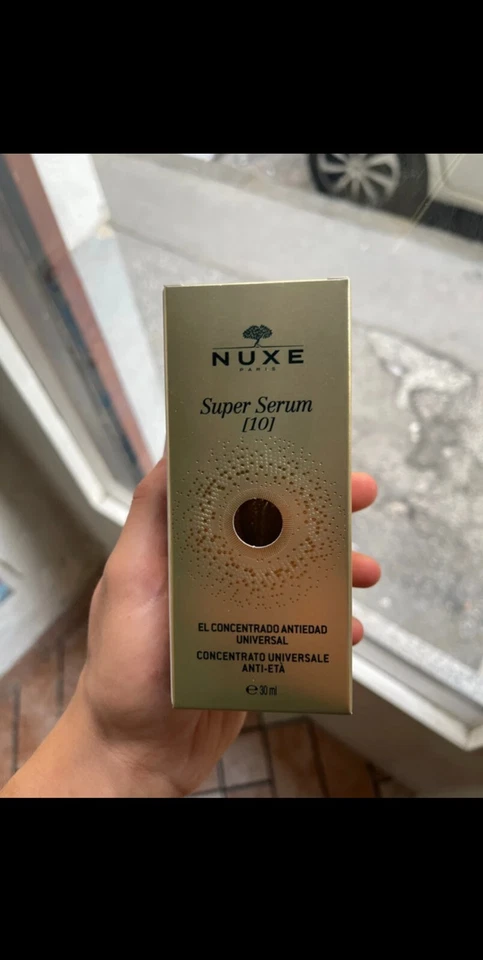 NUXE
PARIS
Super Serum
[10]
EL CONCENTRADO ANTIEDAD
UNIVERSAL
CONCENTRATO UNIVERSALE
ANTI-ETÀ
℮ 30 ml